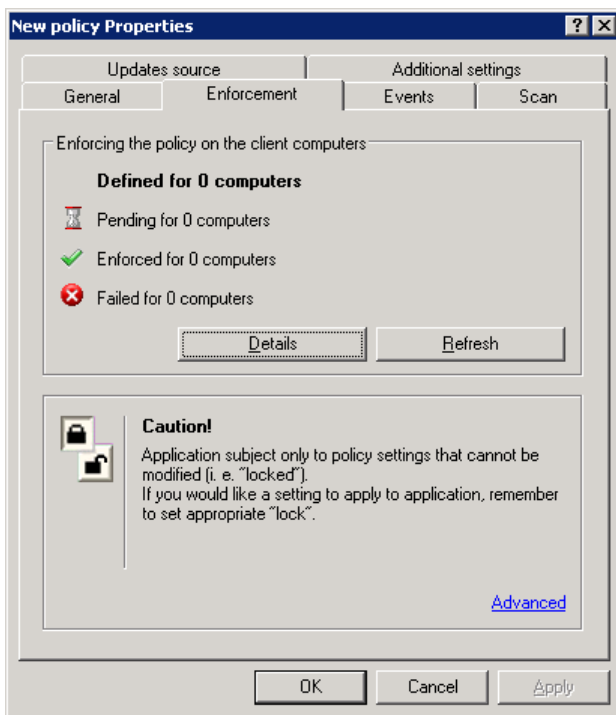 New policy Properties
Updates source
Additional settings
General
Enforcement
Events
Scan
Enforcing the policy on the client computers
Defined for 0 computers
Pending for 0 computers
Enforced for 0 computers
Failed for 0 computers
Details
Refresh
Caution!
Application subject only to policy settings that cannot be
modified (i. e. "locked").
If you would like a setting to apply to application, remember
to set appropriate "lock".
Advanced
OK
Cancel
Apply